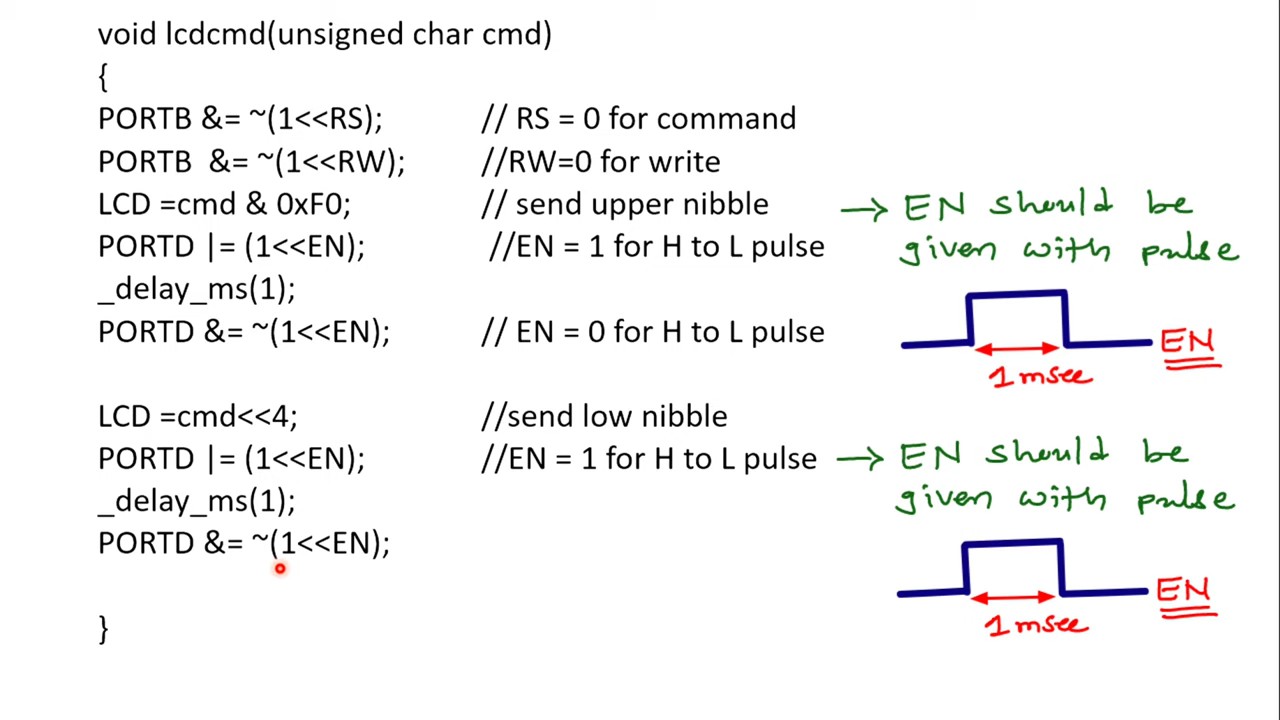 void lcdcmd(unsigned char cmd)
{
PORTB &= ~(1<<RS); // RS = 0 for command
PORTB &= ~(1<<RW); //RW=0 for write
LCD =cmd & 0xF0; // send upper nibble
PORTD |= (1<<EN); //EN = 1 for H to L pulse
_delay_ms(1);
PORTD &= ~(1<<EN); // EN = 0 for H to L pulse
LCD =cmd<<4; //send low nibble
PORTD |= (1<<EN); //EN = 1 for H to L pulse
_delay_ms(1);
PORTD &= ~(1<<EN);
}
→ EN should be
given with pulse
EN
1 msec
→ EN should be
given with pulse
EN
1 msec